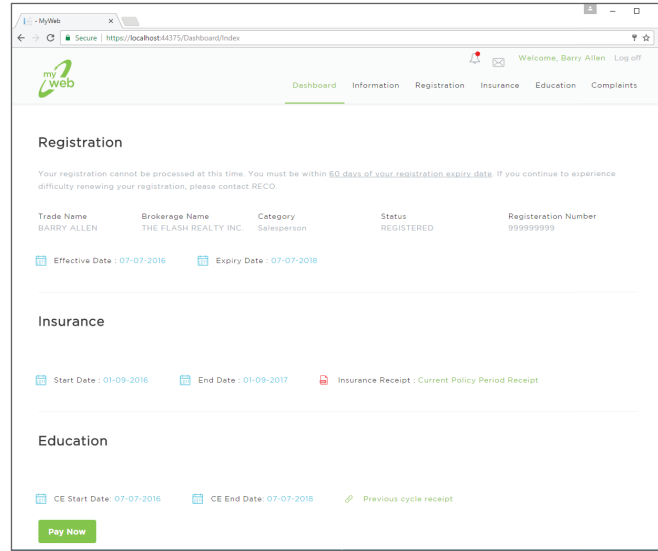 - MyWeb
Secure | https://localhost:44375/Dashboard/Index
Welcome, Barry Allen Log off
my web
Dashboard Information Registration Insurance Education Complaints
Registration
Your registration cannot be processed at this time. You must be within 60 days of your registration expiry date. If you continue to experience
difficulty renewing your registration, please contact RECO.
Trade Name Brokerage Name Category Status Registeration Number
BARRY ALLEN THE FLASH REALTY INC. Salesperson REGISTERED 999999999
Effective Date : 07-07-2016 Expiry Date : 07-07-2018
Insurance
Start Date : 01-09-2016 End Date : 01-09-2017 Insurance Receipt : Current Policy Period Receipt
Education
CE Start Date: 07-07-2016 CE End Date: 07-07-2018 Previous cycle receipt
Pay Now